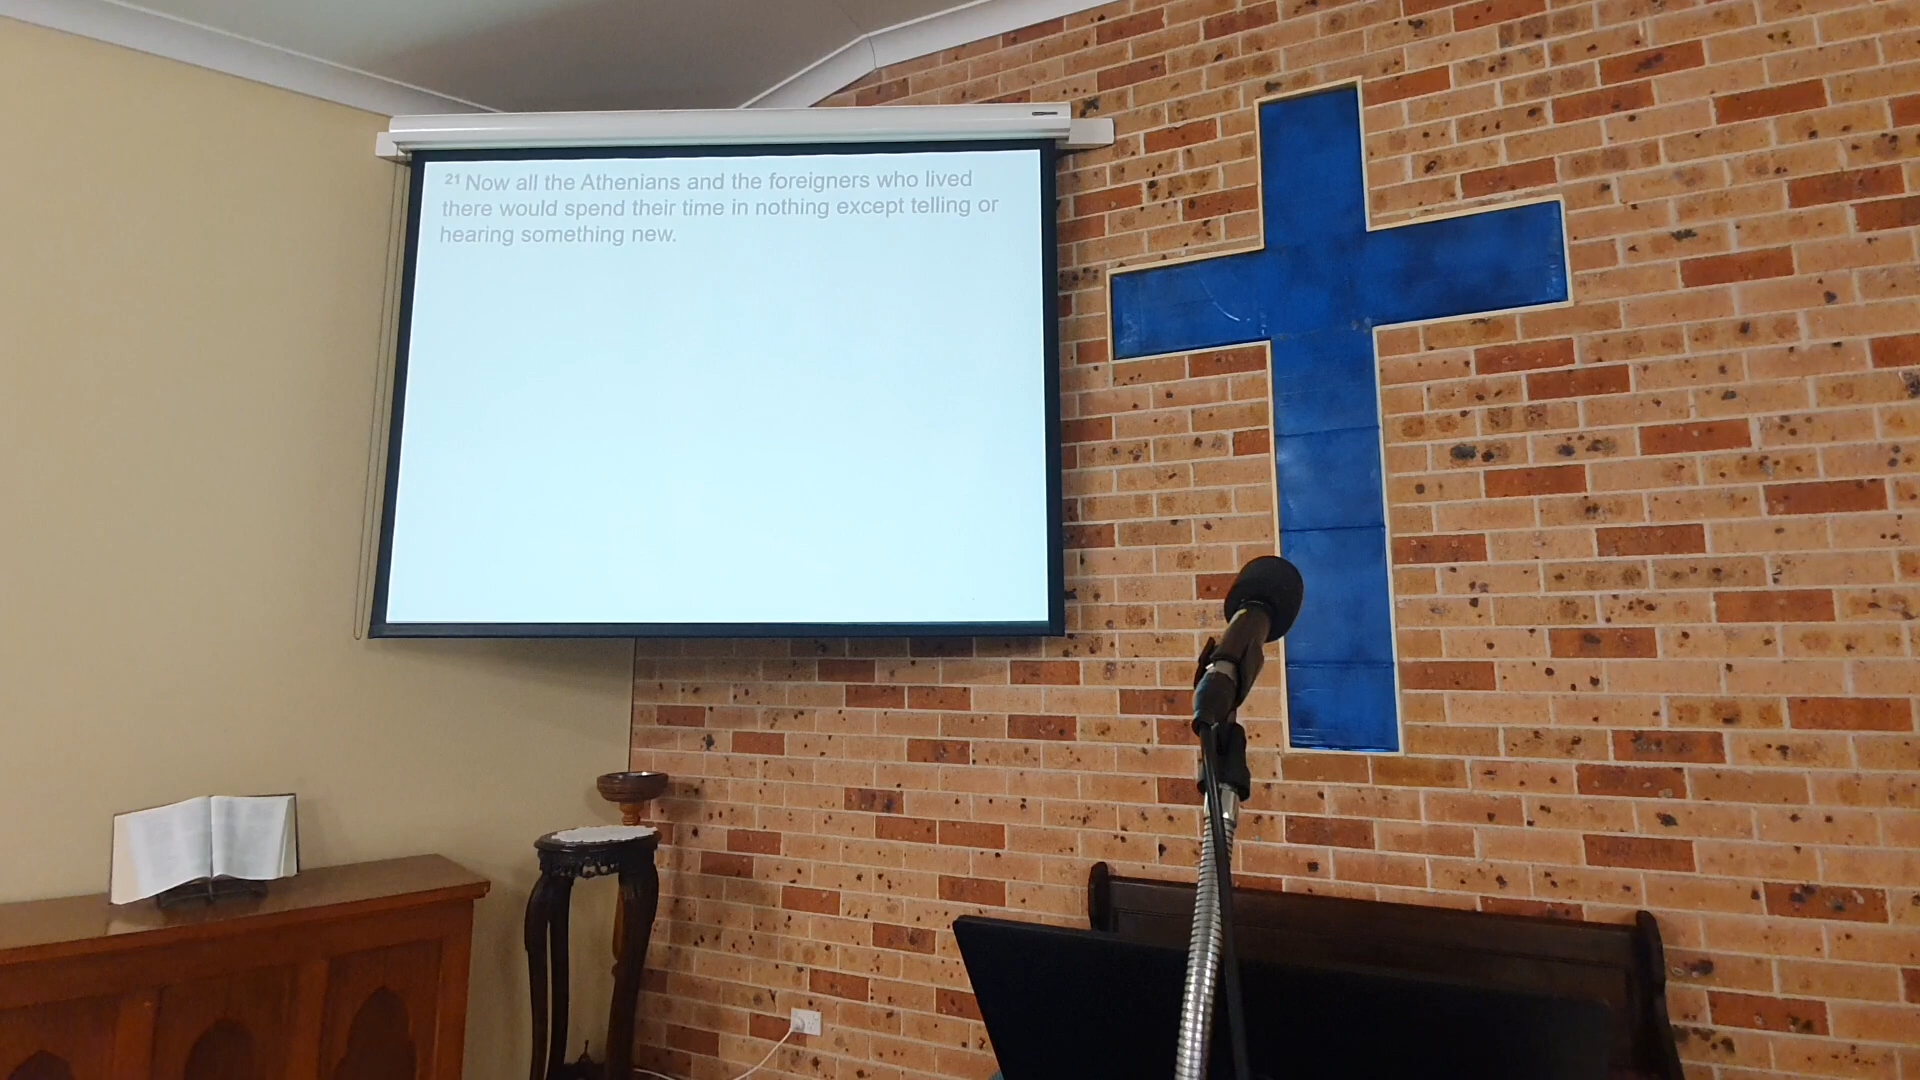 21 Now all the Athenians and the foreigners who lived
there would spend their time in nothing except telling or
hearing something new.